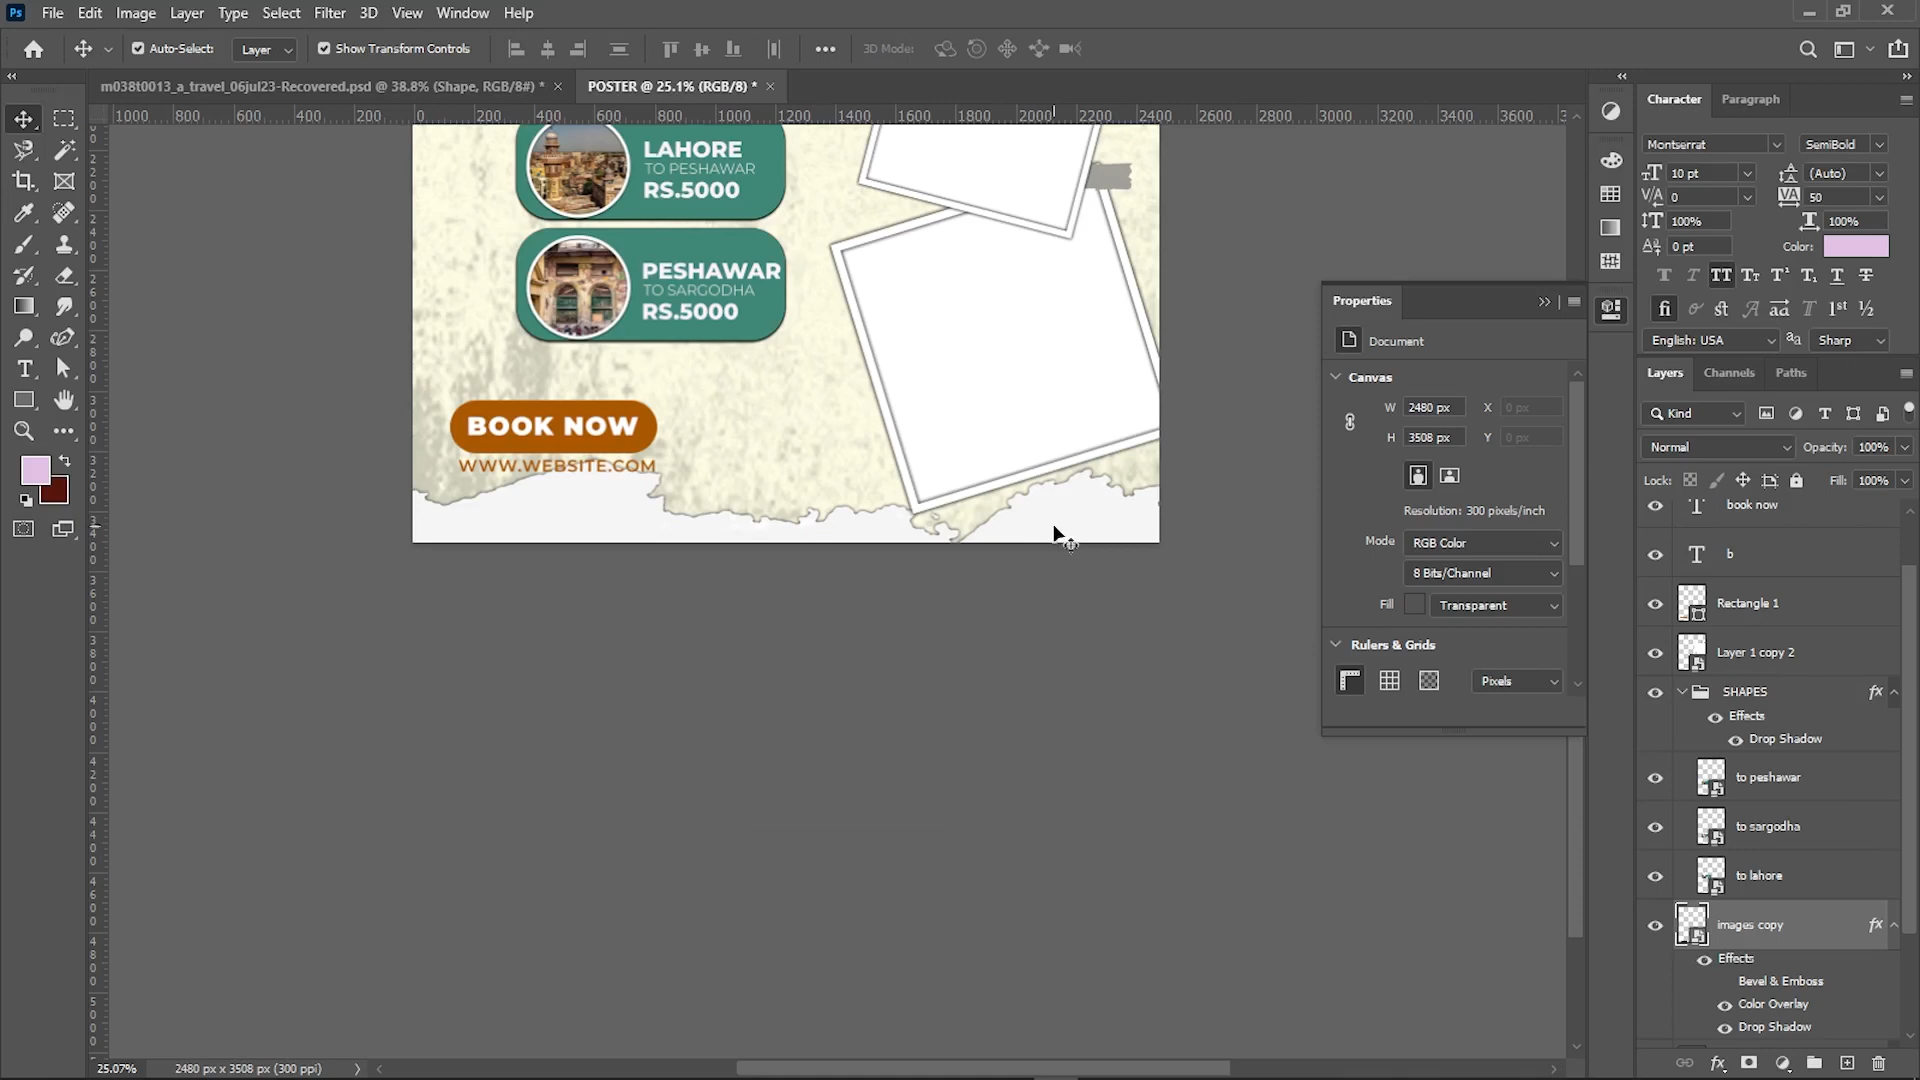 Ps File Edit Image Layer Type Select Filter 3D View Window Help
Auto-Select: Layer Show Transform Controls 3D Mode:
m038t0013_a_travel_06jul23-Recovered.psd @ 38.8% (Shape, RGB/8#) * POSTER @ 25.1% (RGB/8) *
1000 800 600 400 200 0 200 400 600 800 1000 1200 1400 1600 1800 2000 2200 2400 2600 2800 3000 3200 3400 3600
LAHORE
TO PESHAWAR
RS.5000
PESHAWAR
TO SARGODHA
RS.5000
BOOK NOW
WWW.WEBSITE.COM
Properties
Document
Canvas
W 2480 px X 0 px
H 3508 px Y 0 px
Resolution: 300 pixels/inch
Mode RGB Color
8 Bits/Channel
Fill Transparent
Rulers & Grids
Pixels
Character Paragraph
Montserrat SemiBold
10 pt (Auto)
0 50
100% 100%
0 pt Color:
English: USA aa Sharp
Layers Channels Paths
Kind
Normal Opacity: 100%
Lock: Fill: 100%
book now
b
Rectangle 1
Layer 1 copy 2
SHAPES fx
Effects
Drop Shadow
to peshawar
to sargodha
to lahore
images copy fx
Effects
Bevel & Emboss
Color Overlay
Drop Shadow
25.07% 2480 px x 3508 px (300 ppi)